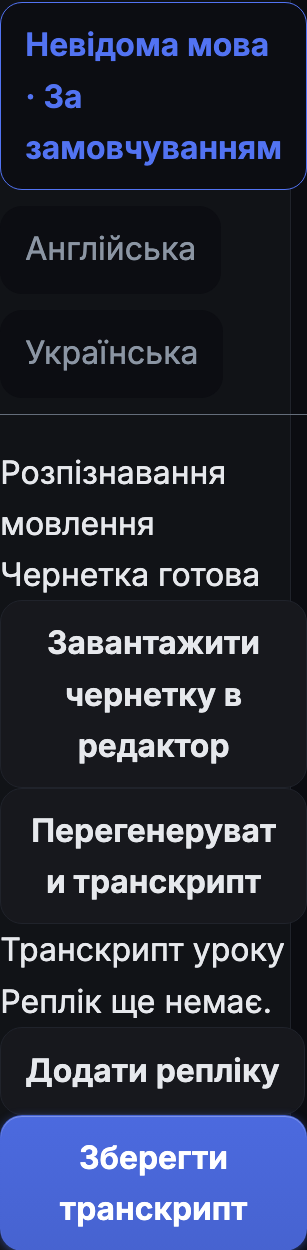 Невідома мова
· За
замовчуванням
Англійська
Українська
Розпізнавання
мовлення
Чернетка готова
Завантажити
чернетку в
редактор
Перегенеруват
и транскрипт
Транскрипт уроку
Реплік ще немає.
Додати репліку
Зберегти
транскрипт